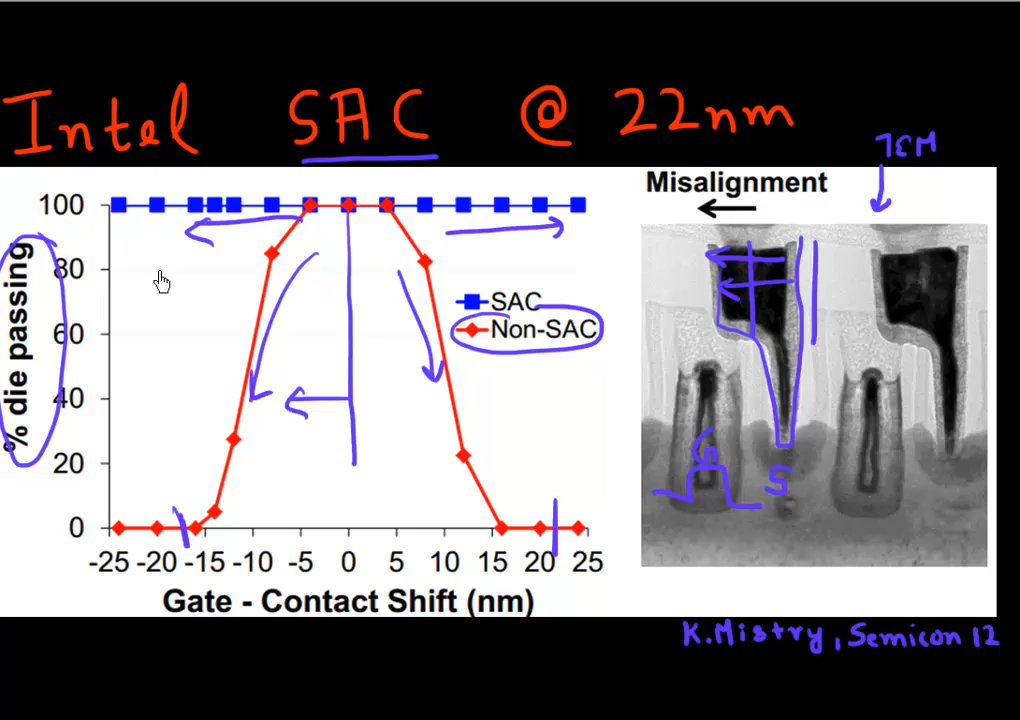 Intel SAC @ 22nm
TEM
Misalignment
% die passing
100
80
60
40
20
0
SAC
Non-SAC
-25 -20 -15 -10 -5 0 5 10 15 20 25
Gate - Contact Shift (nm)
G
S
K.Mistry, Semicon 12